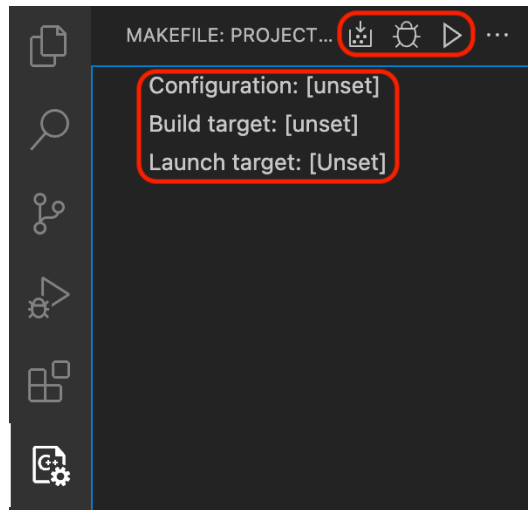 MAKEFILE: PROJECT...
Configuration: [unset]
Build target: [unset]
Launch target: [Unset]
C++